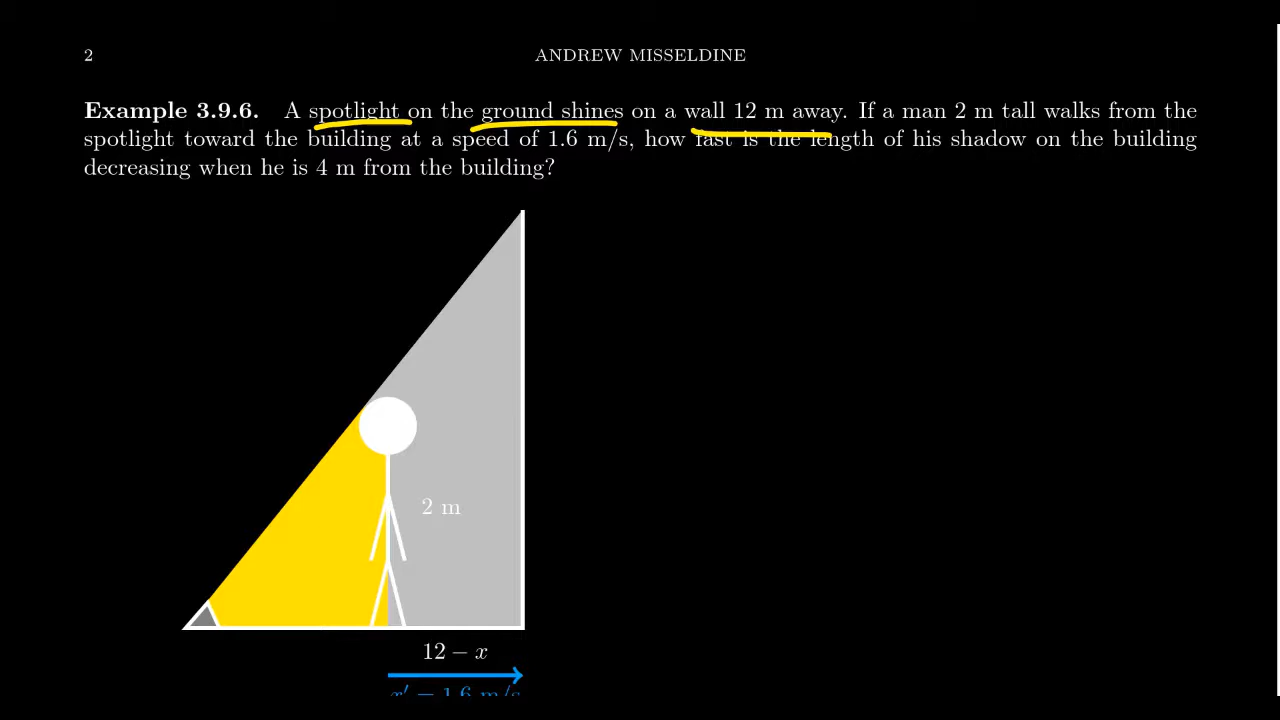 2
ANDREW MISSELDINE
Example 3.9.6. A spotlight on the ground shines on a wall 12 m away. If a man 2 m tall walks from the
spotlight toward the building at a speed of 1.6 m/s, how fast is the length of his shadow on the building
decreasing when he is 4 m from the building?
2 m
12 − x
x′ = 1.6 m/s